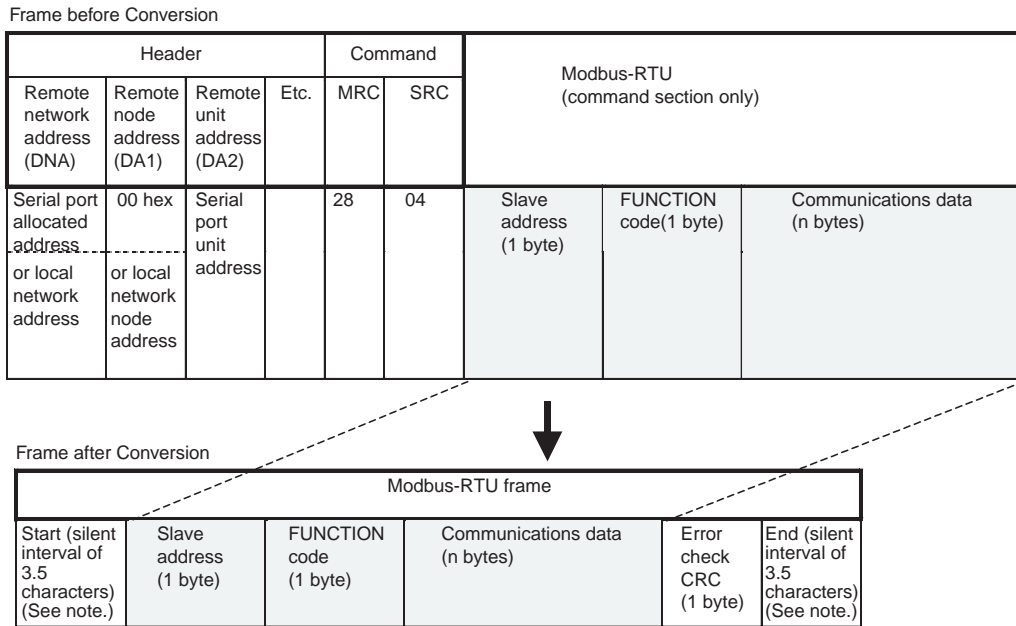 Frame before Conversion
Header
Command
Modbus-RTU
(command section only)
Remote
network
address
(DNA)
Remote
node
address
(DA1)
Remote
unit
address
(DA2)
Etc.
MRC
SRC
Serial port
allocated
address
or local
network
address
00 hex
or local
network
node
address
Serial
port
unit
address
28
04
Slave
address
(1 byte)
FUNCTION
code(1 byte)
Communications data
(n bytes)
Frame after Conversion
Modbus-RTU frame
Start (silent
interval of
3.5
characters)
(See note.)
Slave
address
(1 byte)
FUNCTION
code
(1 byte)
Communications data
(n bytes)
Error
check
CRC
(1 byte)
End (silent
interval of
3.5
characters)
(See note.)